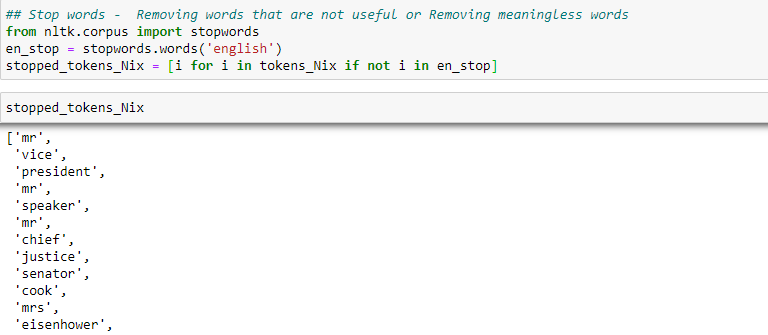 ## Stop words -  Removing words that are not useful or Removing meaningless words
from nltk.corpus import stopwords
en_stop = stopwords.words('english')
stopped_tokens_Nix = [i for i in tokens_Nix if not i in en_stop]
stopped_tokens_Nix
['mr',
 'vice',
 'president',
 'mr',
 'speaker',
 'mr',
 'chief',
 'justice',
 'senator',
 'cook',
 'mrs',
 'eisenhower',